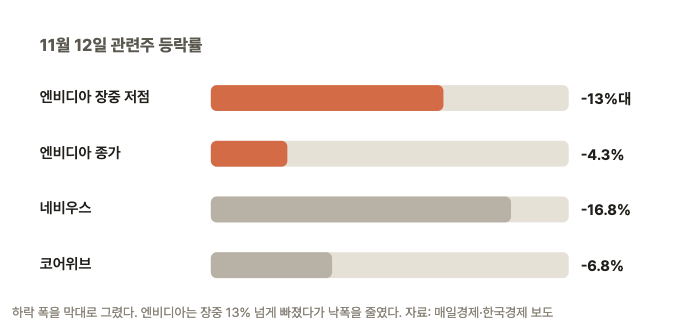 11월 12일 관련주 등락률
엔비디아 장중 저점 -13%대
엔비디아 종가 -4.3%
네비우스 -16.8%
코어위브 -6.8%
하락 폭을 막대로 그렸다. 엔비디아는 장중 13% 넘게 빠졌다가 낙폭을 줄였다. 자료: 매일경제·한국경제 보도